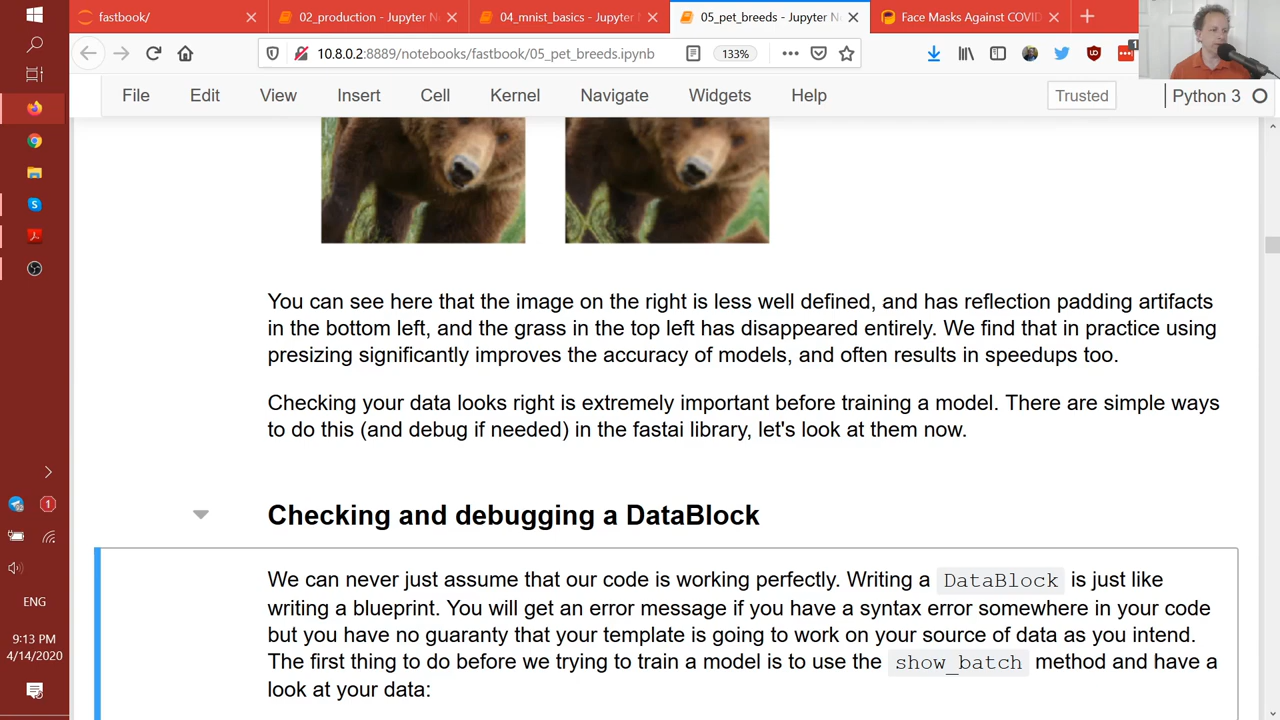 fastbook/
02_production - Jupyter N
04_mnist_basics - Jupyter
05_pet_breeds - Jupyter N
Face Masks Against COVID
10.8.0.2:8889/notebooks/fastbook/05_pet_breeds.ipynb
133%
1
File Edit View Insert Cell Kernel Navigate Widgets Help
Trusted
Python 3
You can see here that the image on the right is less well defined, and has reflection padding artifacts
in the bottom left, and the grass in the top left has disappeared entirely. We find that in practice using
presizing significantly improves the accuracy of models, and often results in speedups too.
Checking your data looks right is extremely important before training a model. There are simple ways
to do this (and debug if needed) in the fastai library, let's look at them now.
Checking and debugging a DataBlock
We can never just assume that our code is working perfectly. Writing a DataBlock is just like
writing a blueprint. You will get an error message if you have a syntax error somewhere in your code
but you have no guaranty that your template is going to work on your source of data as you intend.
The first thing to do before we trying to train a model is to use the show_batch method and have a
look at your data:
1
ENG
9:13 PM
4/14/2020